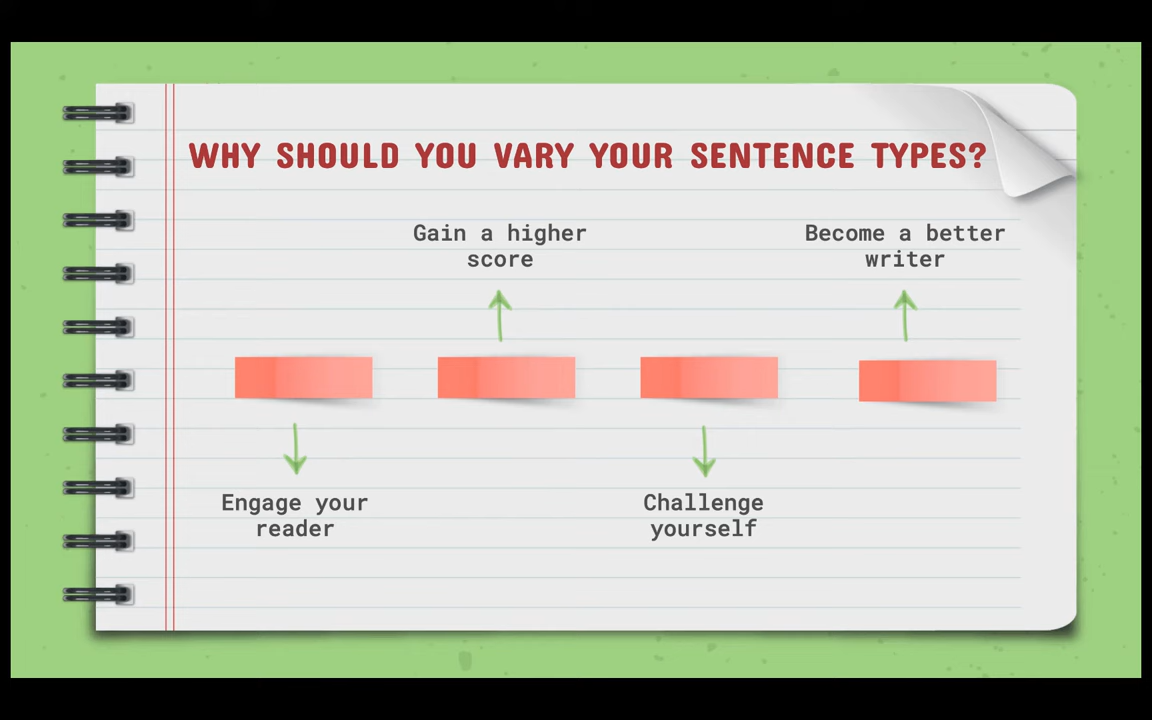 WHY SHOULD YOU VARY YOUR SENTENCE TYPES?
Gain a higher
score
Become a better
writer
Engage your
reader
Challenge
yourself